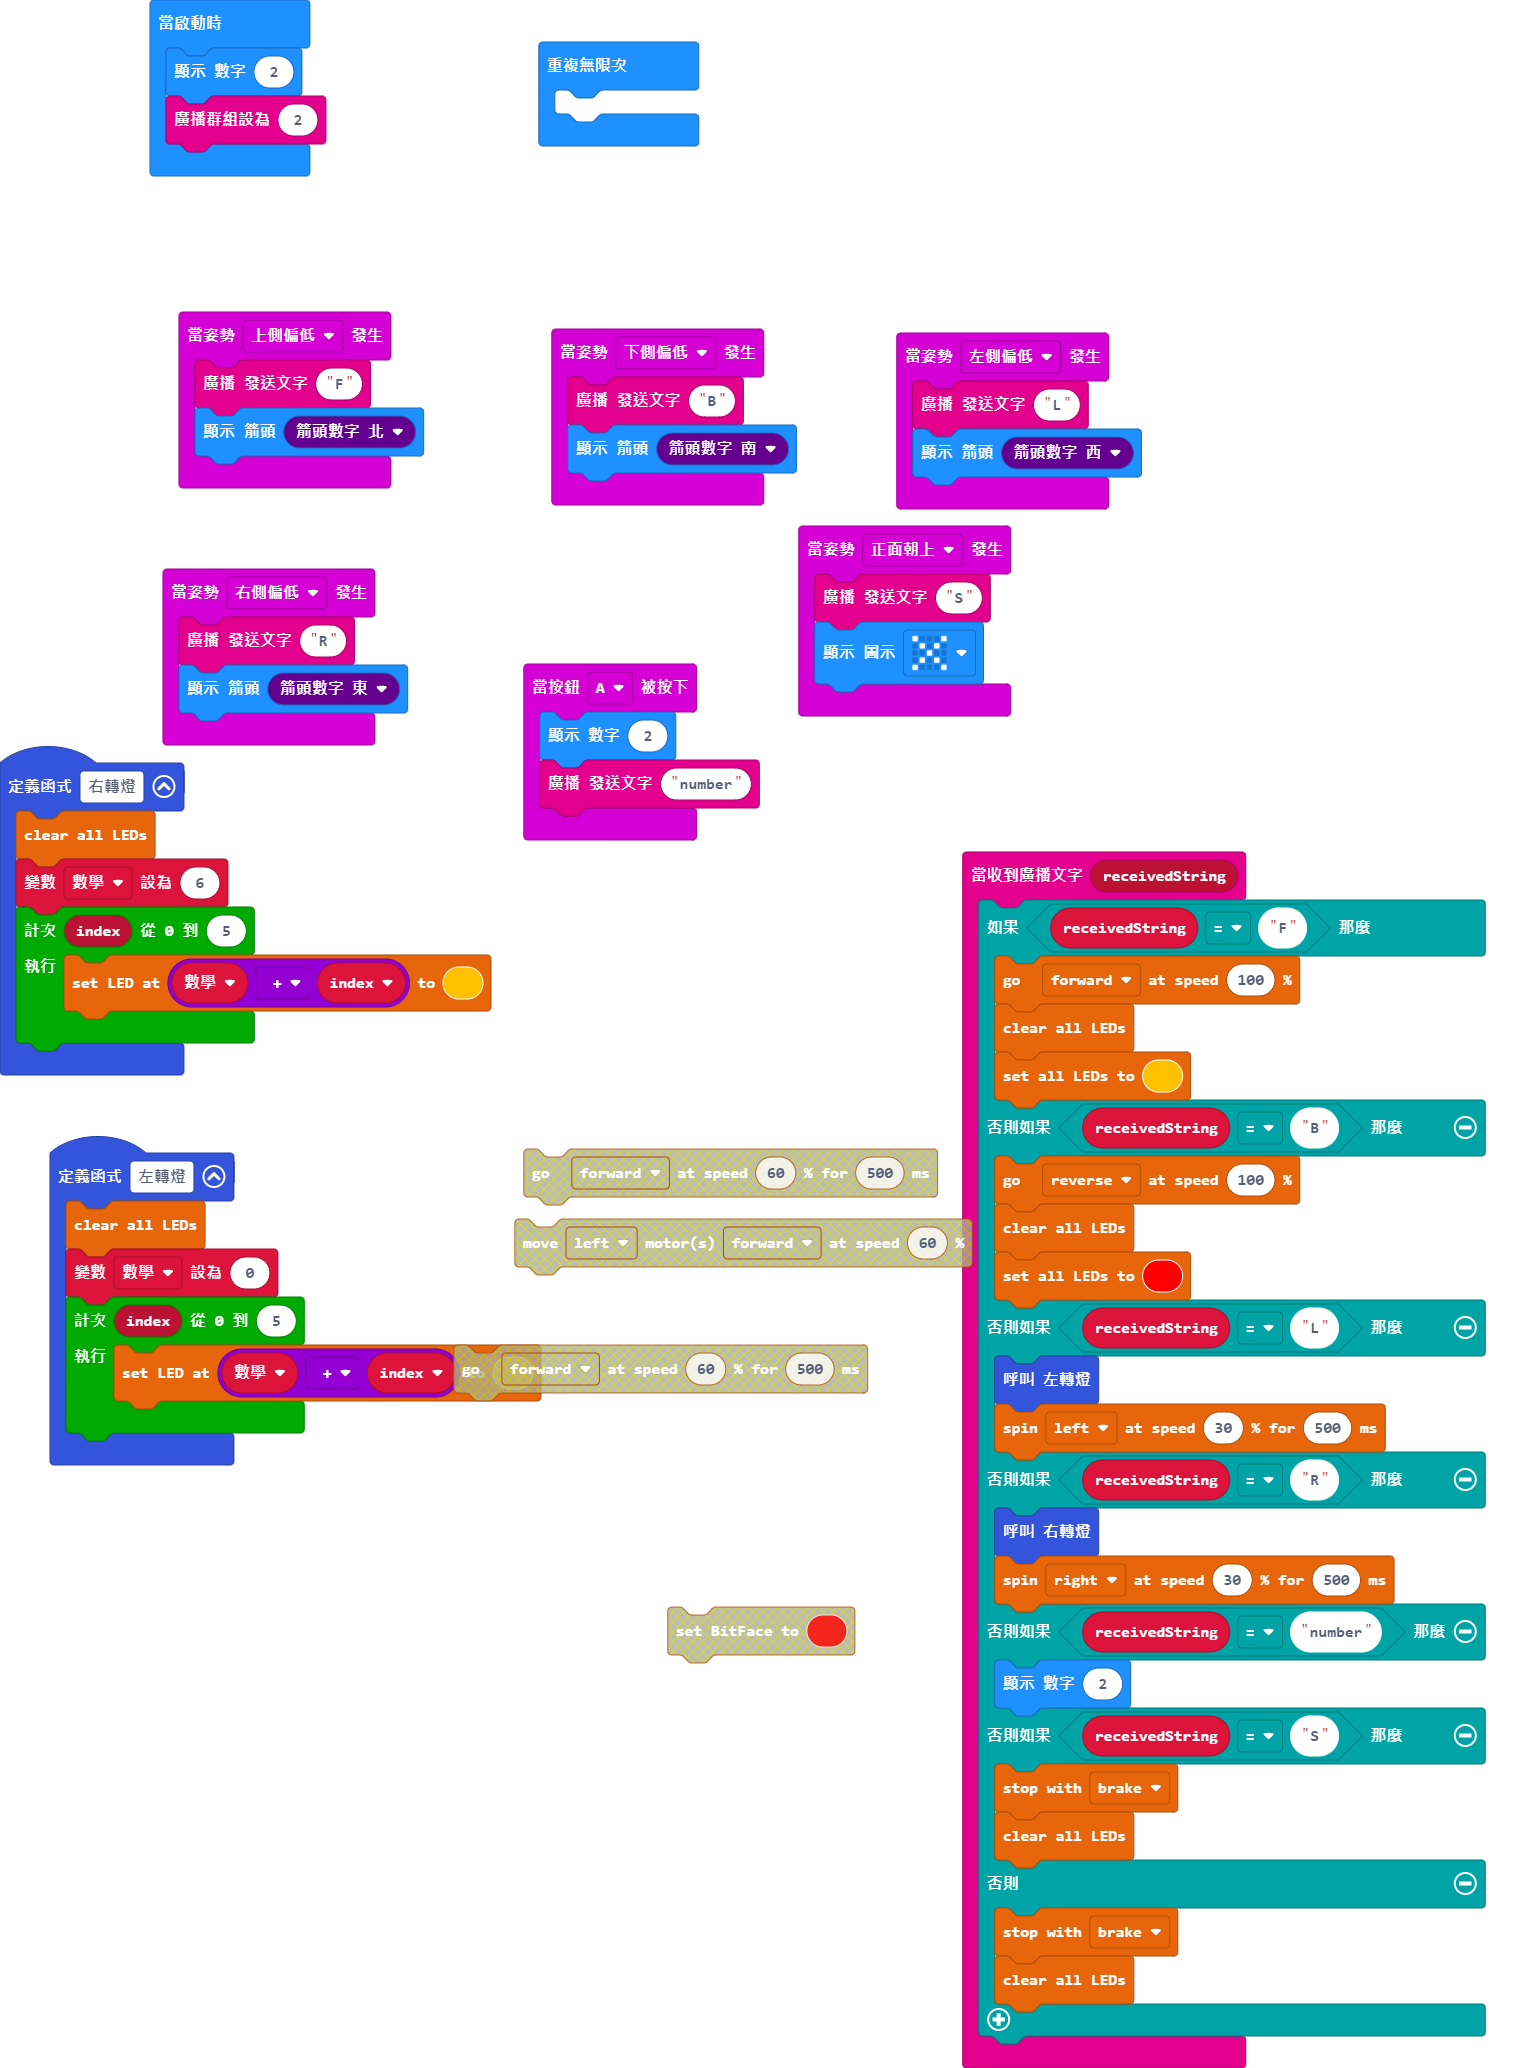 當啟動時
顯示 數字 2
廣播群組設為 2
重複無限次
當姿勢 上側偏低 發生
廣播 發送文字 "F"
顯示 箭頭 箭頭數字 北
當姿勢 下側偏低 發生
廣播 發送文字 "B"
顯示 箭頭 箭頭數字 南
當姿勢 左側偏低 發生
廣播 發送文字 "L"
顯示 箭頭 箭頭數字 西
當姿勢 右側偏低 發生
廣播 發送文字 "R"
顯示 箭頭 箭頭數字 東
當姿勢 正面朝上 發生
廣播 發送文字 "S"
顯示 圖示
當按鈕 A 被按下
顯示 數字 2
廣播 發送文字 "number"
定義函式 右轉燈
clear all LEDs
變數 數學 設為 6
計次 index 從 0 到 5
執行 set LED at 數學 + index to
定義函式 左轉燈
clear all LEDs
變數 數學 設為 0
計次 index 從 0 到 5
執行 set LED at 數學 + index
go forward at speed 60 % for 500 ms
move left motor(s) forward at speed 60 %
go forward at speed 60 % for 500 ms
set BitFace to
當收到廣播文字 receivedString
如果 receivedString = "F" 那麼
go forward at speed 100 %
clear all LEDs
set all LEDs to
否則如果 receivedString = "B" 那麼
go reverse at speed 100 %
clear all LEDs
set all LEDs to
否則如果 receivedString = "L" 那麼
呼叫 左轉燈
spin left at speed 30 % for 500 ms
否則如果 receivedString = "R" 那麼
呼叫 右轉燈
spin right at speed 30 % for 500 ms
否則如果 receivedString = "number" 那麼
顯示 數字 2
否則如果 receivedString = "S" 那麼
stop with brake
clear all LEDs
否則
stop with brake
clear all LEDs